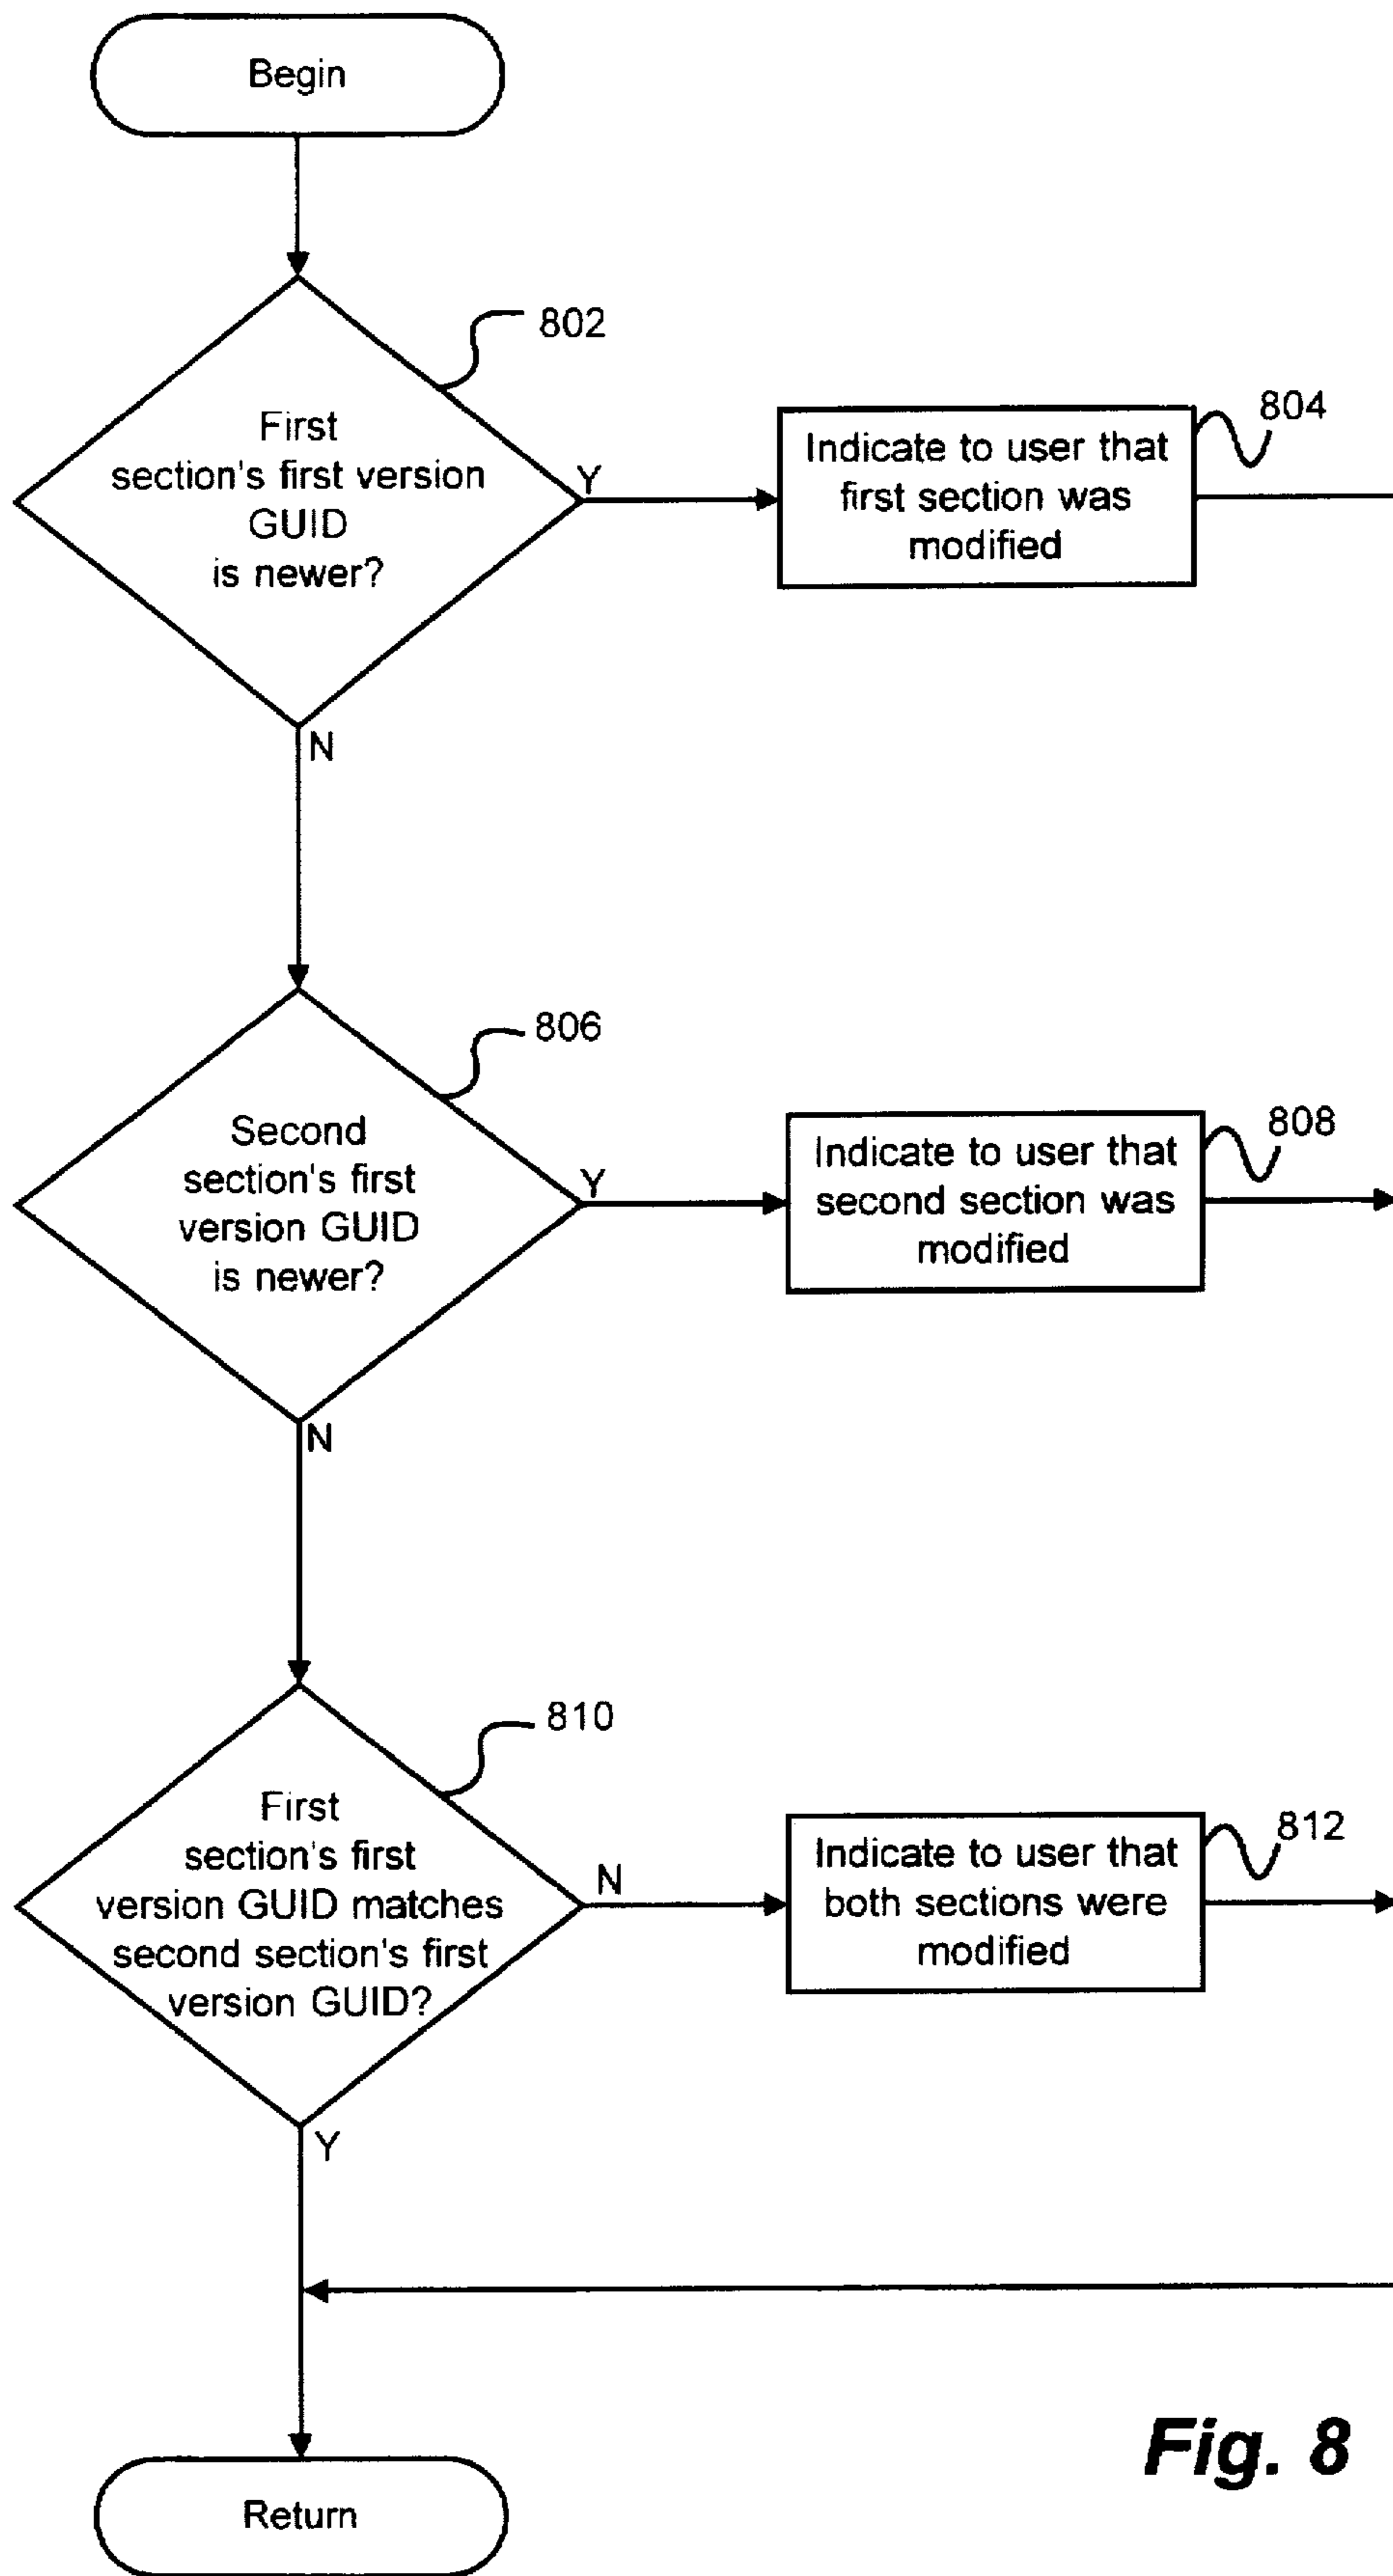 Begin
802
First
section's first version
GUID
is newer?
Y
804
Indicate to user that
first section was
modified
N
806
Second
section's first
version GUID
is newer?
Y
808
Indicate to user that
second section was
modified
N
810
First
section's first
version GUID matches
second section's first
version GUID?
N
812
Indicate to user that
both sections were
modified
Y
Return
Fig. 8